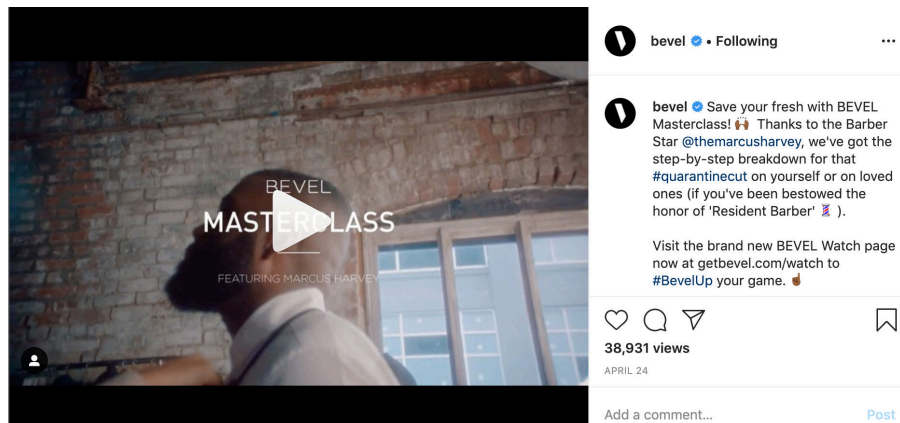 BEVEL
MASTERCLASS
FEATURING MARCUS HARVEY
bevel • Following
bevel Save your fresh with BEVEL
Masterclass! 🙌🏾 Thanks to the Barber
Star @themarcusharvey, we've got the
step-by-step breakdown for that
#quarantinecut on yourself or on loved
ones (if you've been bestowed the
honor of 'Resident Barber' 💈 ).
Visit the brand new BEVEL Watch page
now at getbevel.com/watch to
#BevelUp your game. ☝🏾
38,931 views
APRIL 24
Add a comment...
Post